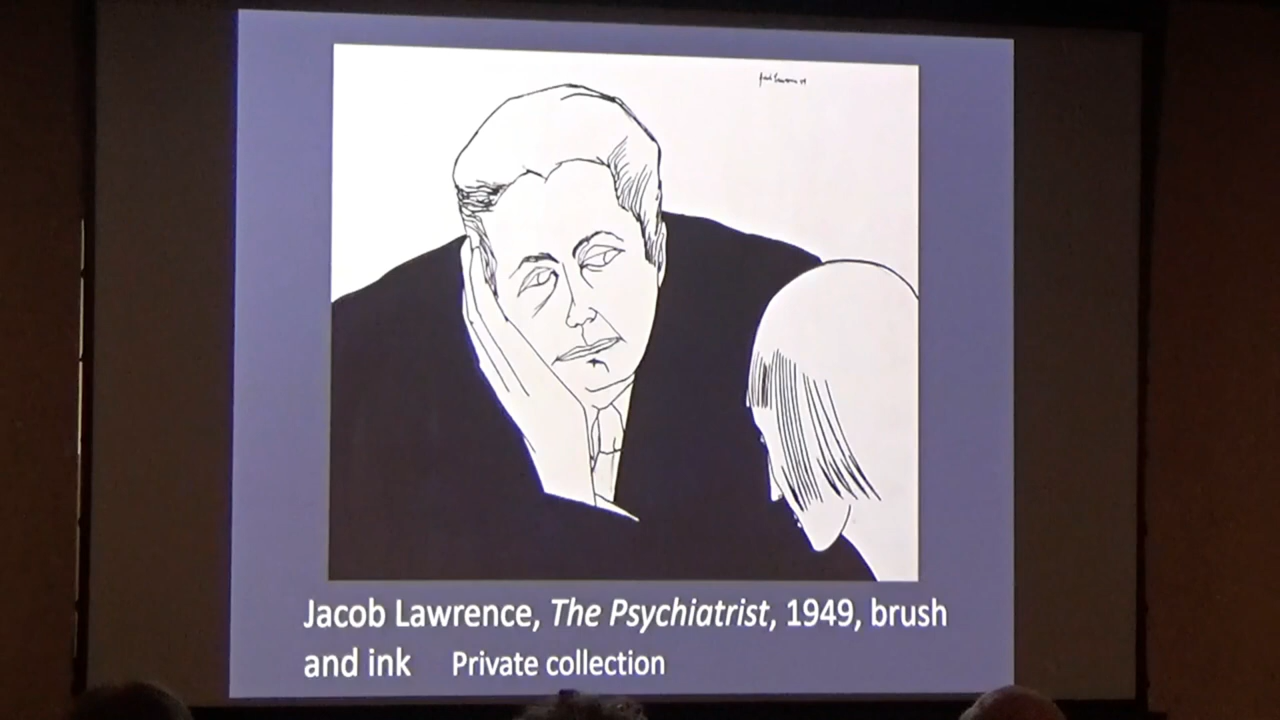 Jacob Lawrence, The Psychiatrist, 1949, brush
and ink Private collection